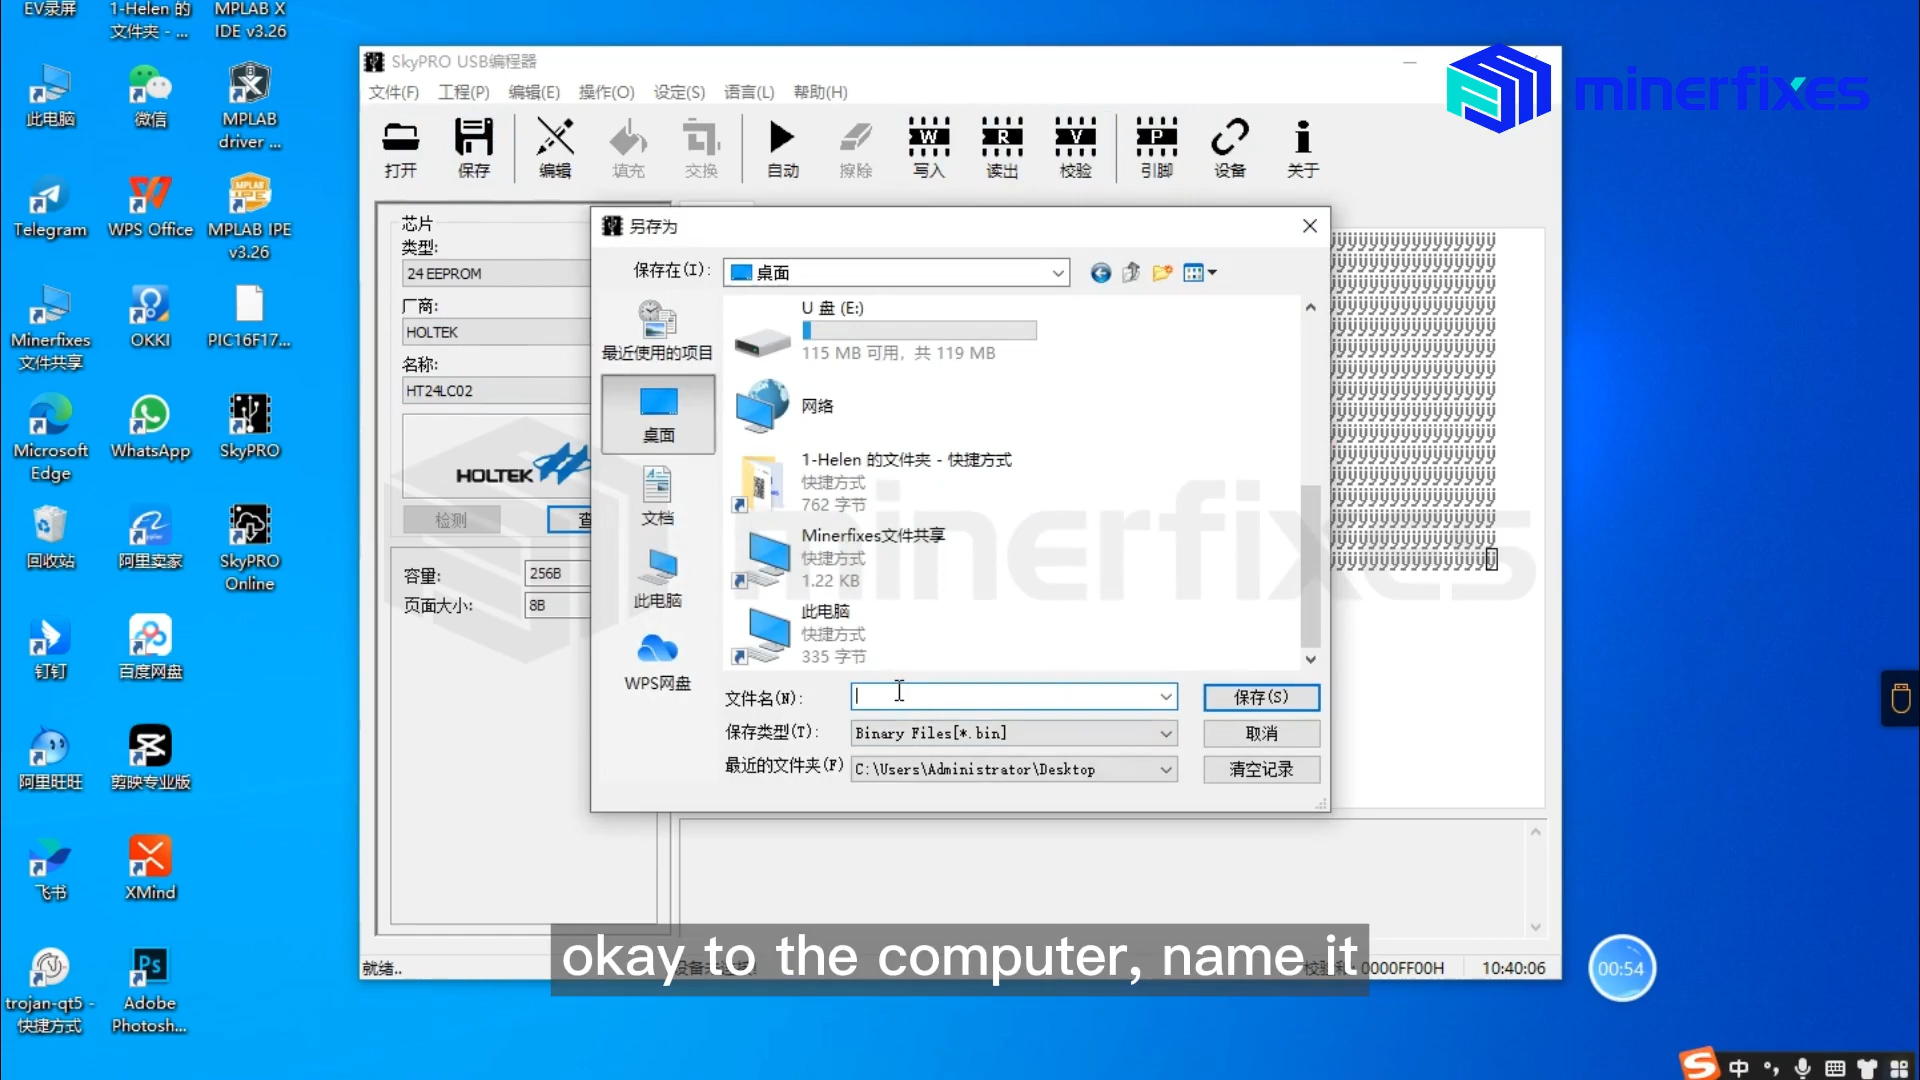 EV录屏
1-Helen 的
文件夹 - ...
MPLAB X
IDE v3.26
此电脑
微信
MPLAB
driver ...
Telegram
WPS Office
MPLAB IPE
v3.26
Minerfixes
文件共享
OKKI
PIC16F17...
Microsoft
Edge
WhatsApp
SkyPRO
回收站
阿里卖家
SkyPRO
Online
钉钉
百度网盘
阿里旺旺
剪映专业版
飞书
XMind
trojan-qt5 -
快捷方式
Adobe
Photosh...
SkyPRO USB编程器
minerfixes
文件(F) 工程(P) 编辑(E) 操作(O) 设定(S) 语言(L) 帮助(H)
打开 保存 编辑 填充 交换 自动 擦除 写入 读出 校验 引脚 设备 关于
芯片
类型:
24 EEPROM
厂商:
HOLTEK
名称:
HT24LC02
HOLTEK
检测
查
容量: 256B
页面大小: 8B
另存为
保存在(I): 桌面
最近使用的项目
桌面
文档
此电脑
WPS网盘
U 盘 (E:)
115 MB 可用, 共 119 MB
网络
1-Helen 的文件夹 - 快捷方式
快捷方式
762 字节
Minerfixes文件共享
快捷方式
1.22 KB
此电脑
快捷方式
335 字节
文件名(N): 保存(S)
保存类型(T): Binary Files[*.bin] 取消
最近的文件夹(F) C:\Users\Administrator\Desktop 清空记录
minerfixes
okay to the computer, name it
就绪..
0000FF00H
10:40:06
00:54
中